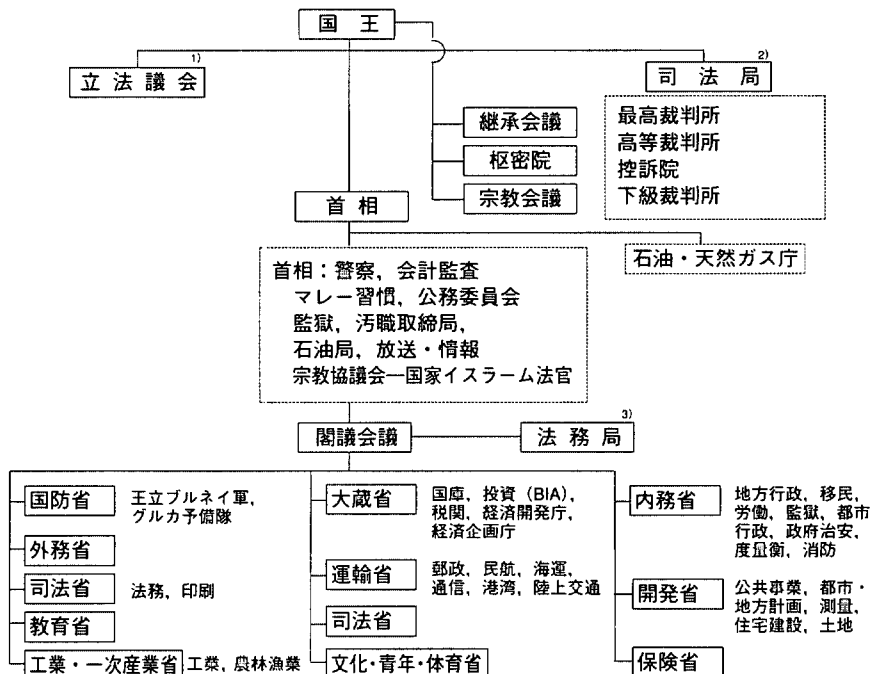 国王
1)
立法議会
2)
司法局
最高裁判所
高等裁判所
控訴院
下級裁判所
継承会議
枢密院
宗教会議
首相
石油・天然ガス庁
首相：警察，会計監査
マレー習慣，公務委員会
監獄，汚職取締局，
石油局，放送・情報
宗教協議会―国家イスラーム法官
閣議会議
3)
法務局
国防省
王立ブルネイ軍，
グルカ予備隊
外務省
司法省
法務，印刷
教育省
工業・一次産業省
工業，農林漁業
大蔵省
国庫，投資（BIA），
税関，経済開発庁，
経済企画庁
運輸省
郵政，民航，海運，
通信，港湾，陸上交通
司法省
文化・青年・体育省
内務省
地方行政，移民，
労働，監獄，都市
行政，政府治安，
度量衡，消防
開発省
公共事業，都市・
地方計画，測量，
住宅建設，土地
保険省